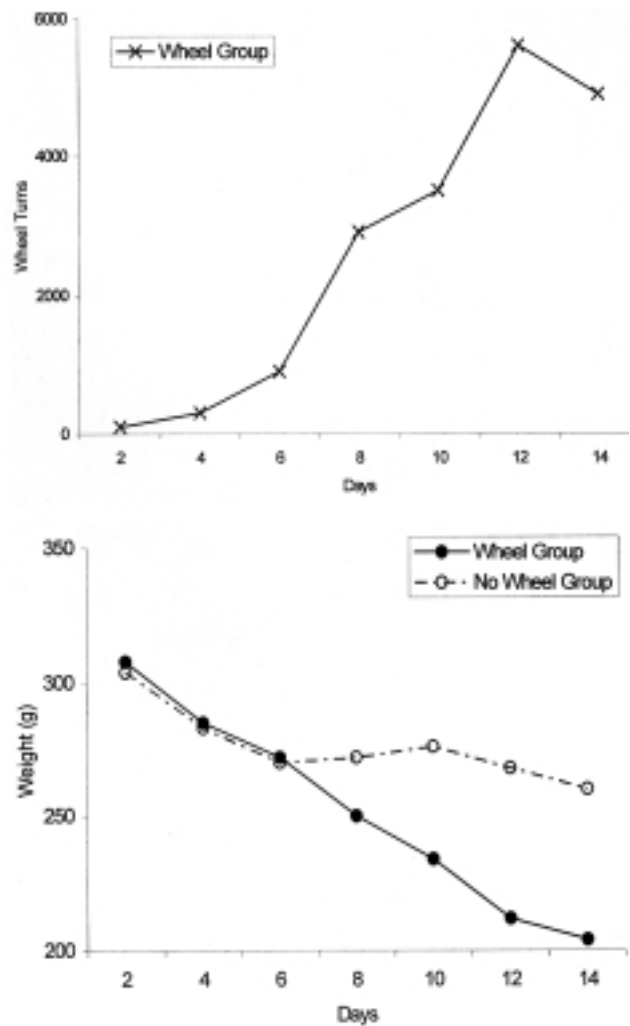 6000
Wheel Group
4000
Wheel Turns
2000
0
2 4 6 8 10 12 14
Days
350
Wheel Group
No Wheel Group
300
Weight (g)
250
200
2 4 6 8 10 12 14
Days